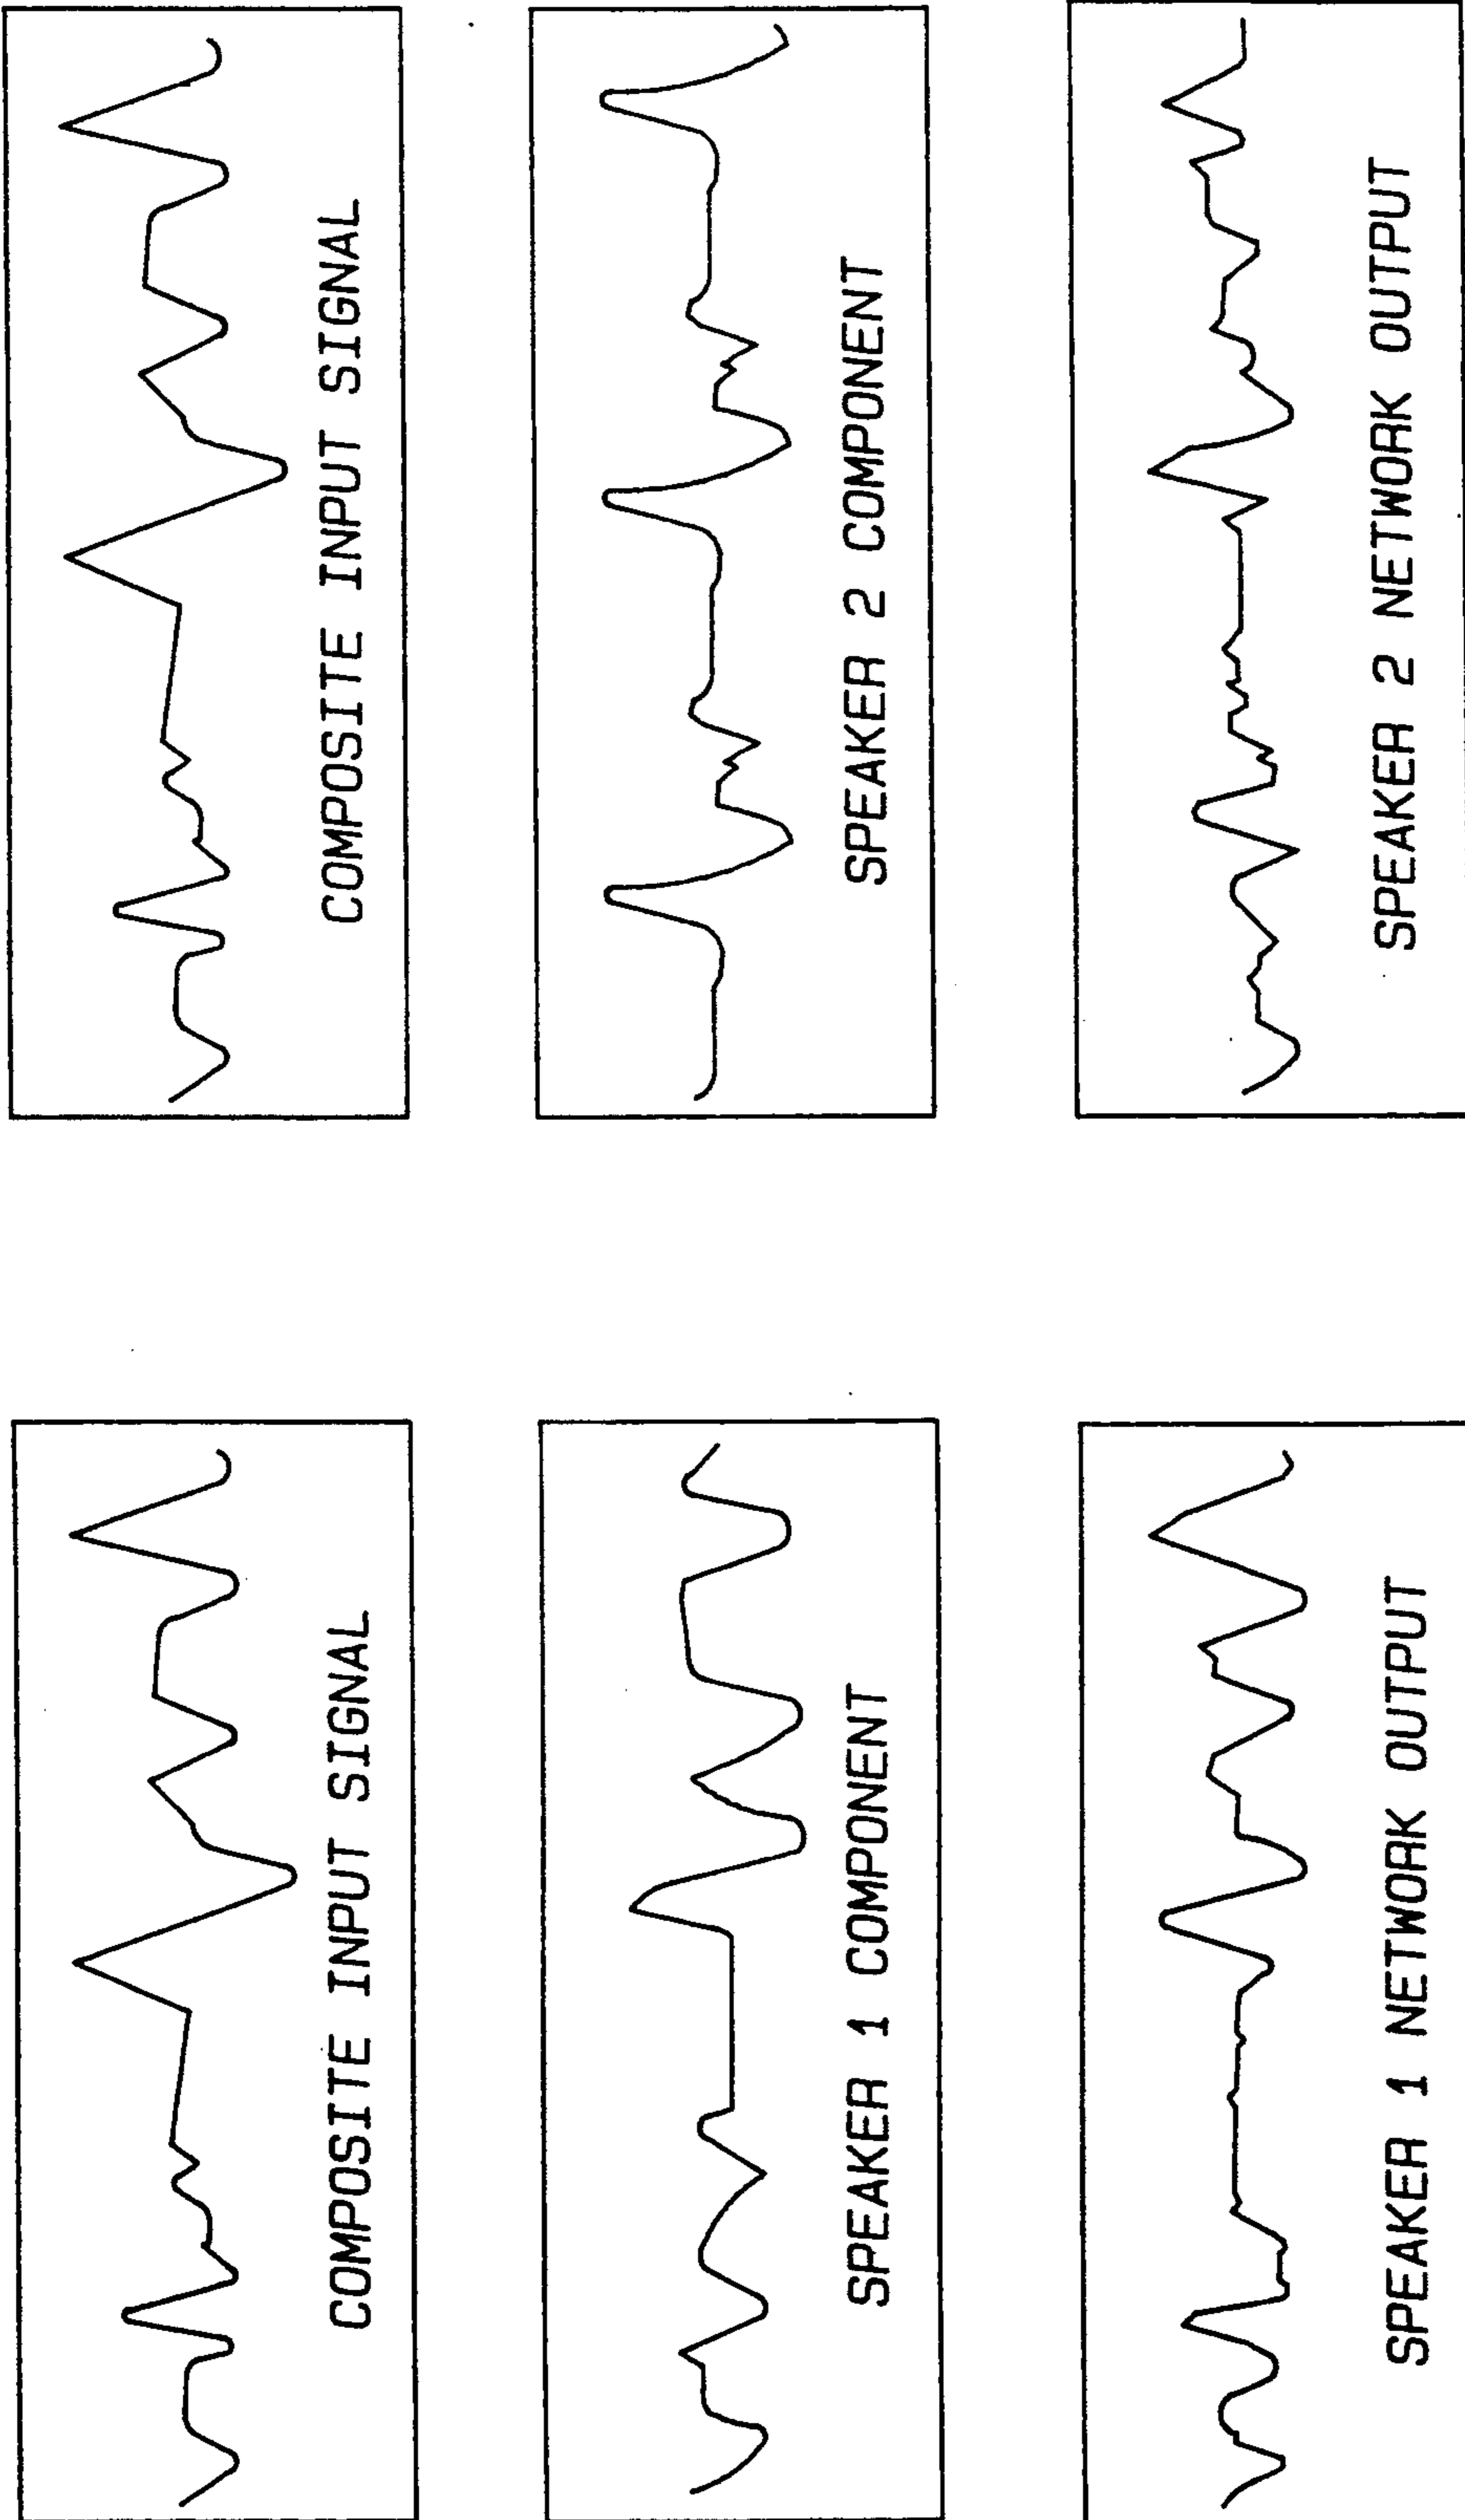 COMPOSITE INPUT SIGNAL
COMPOSITE INPUT SIGNAL
SPEAKER 1 COMPONENT
SPEAKER 2 COMPONENT
SPEAKER 1 NETWORK OUTPUT
SPEAKER 2 NETWORK OUTPUT